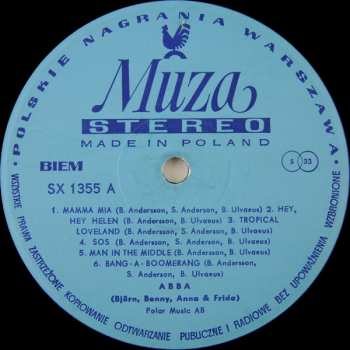 • POLSKIE NAGRANIA WARSZAWA •
Muza
STEREO
MADE IN POLAND
BIEM
SX 1355 A
S 33
1. MAMMA MIA (B. Andersson, S. Anderson, B. Ulvaeus) 2. HEY,
HEY HELEN (B. Andersson, B. Ulvaeus) 3. TROPICAL
LOVELAND (B. Andersson, S. Anderson, B. Ulvaeus)
4. SOS (B. Andersson, S. Anderson, B. Ulvaeus)
5. MAN IN THE MIDDLE (B. Andersson, B. Ulvaeus)
6. BANG-A-BOOMERANG (B. Andersson,
S. Anderson, B. Ulvaeus)
ABBA
(Björn, Benny, Anna & Frida)
Polar Music AB
WSZYSTKIE PRAWA ZASTRZEŻONE KOPIOWANIE ODTWARZANIE PUBLICZNE I RADIOWE BEZ UPOWAŻNIENIA WZBRONIONE